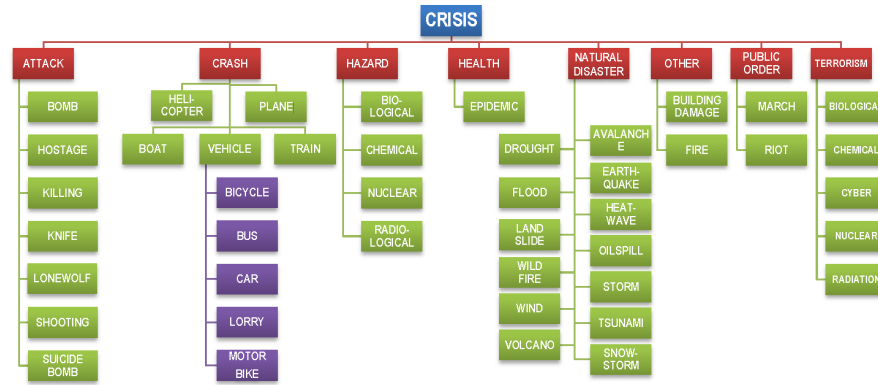 CRISIS
ATTACK
CRASH
HAZARD
HEALTH
NATURAL
DISASTER
OTHER
PUBLIC
ORDER
TERRORISM
BOMB
HOSTAGE
KILLING
KNIFE
LONEWOLF
SHOOTING
SUICIDE
BOMB
HELI-
COPTER
PLANE
BOAT
VEHICLE
TRAIN
BICYCLE
BUS
CAR
LORRY
MOTOR
BIKE
BIO-
LOGICAL
CHEMICAL
NUCLEAR
RADIO-
LOGICAL
EPIDEMIC
DROUGHT
FLOOD
LAND
SLIDE
WILD
FIRE
WIND
VOLCANO
AVALANCH
E
EARTH-
QUAKE
HEAT-
WAVE
OILSPILL
STORM
TSUNAMI
SNOW-
STORM
BUILDING
DAMAGE
FIRE
MARCH
RIOT
BIOLOGICA
CHEMICAL
CYBER
NUCLEAR
RADIATION